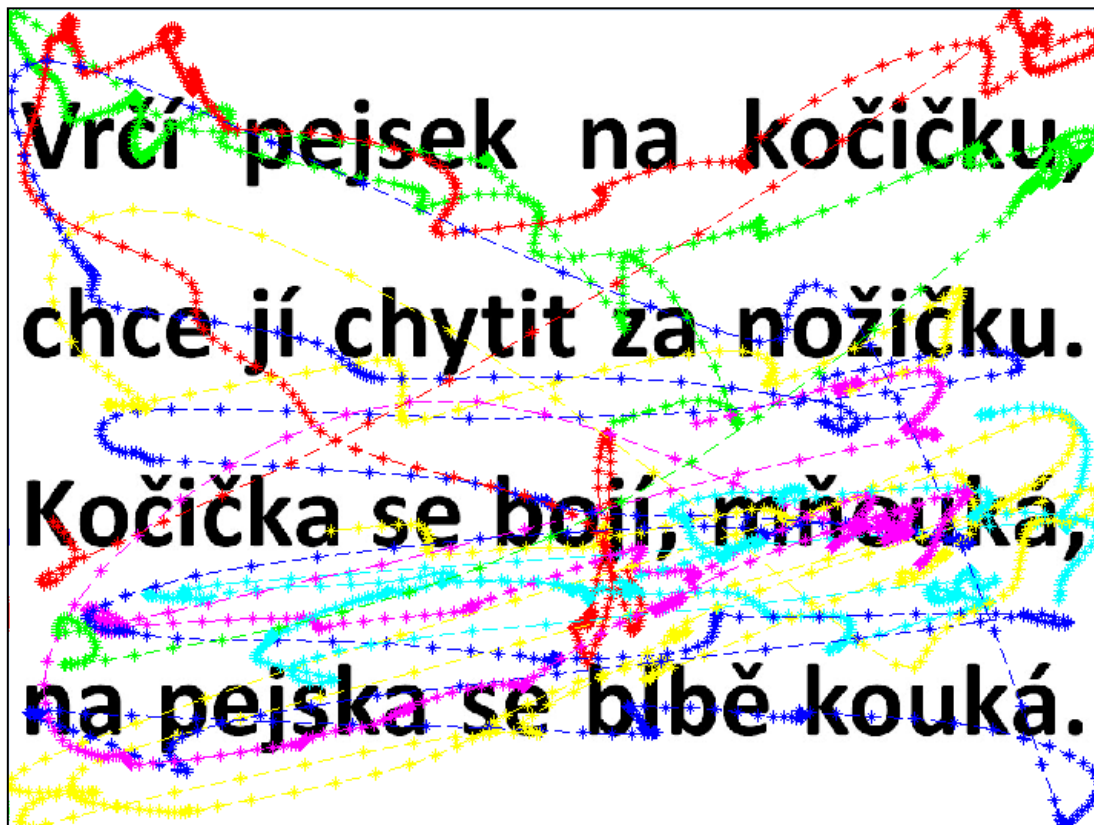 Vrčí pejsek na kočičku,
chce jí chytit za nožičku.
Kočička se bojí, mňouká,
na pejska se blbě kouká.